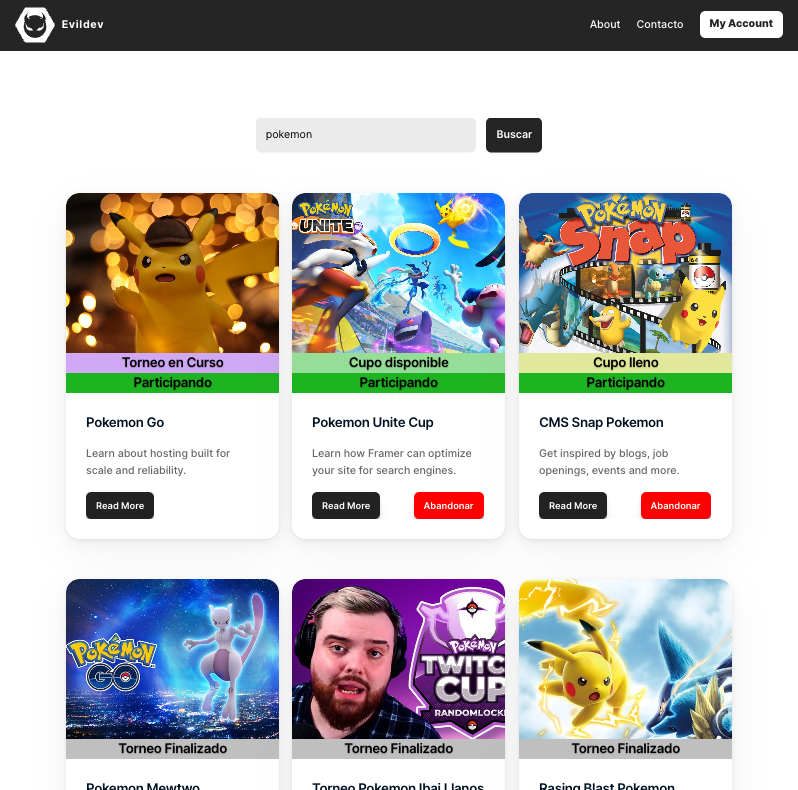 Evildev
About
Contacto
My Account
pokemon
Buscar
Pokémon
UNITE
Pokémon
Snap
64
Torneo en Curso
Cupo disponible
Cupo lleno
Participando
Participando
Participando
Pokemon Go
Pokemon Unite Cup
CMS Snap Pokemon
Learn about hosting built for
scale and reliability.
Learn how Framer can optimize
your site for search engines.
Get inspired by blogs, job
openings, events and more.
Read More
Read More
Abandonar
Read More
Abandonar
POKéMON
GO
POKéMON
TWITCH
CUP
RANDOMLOCKE
Torneo Finalizado
Torneo Finalizado
Torneo Finalizado
Pokemon Mewtwo
Torneo Pokemon Ibai Llanos
Rasing Blast Pokemon